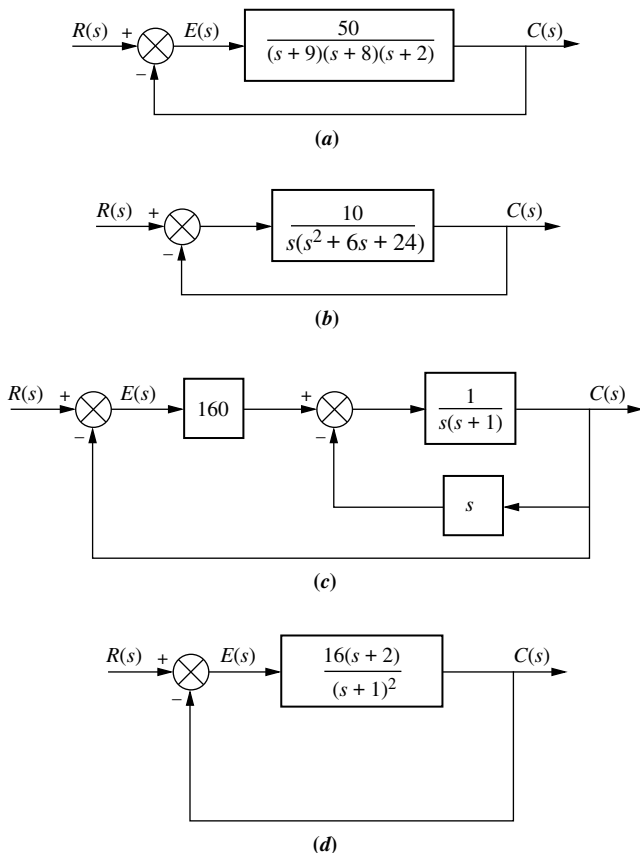 R(s) + − E(s) 50 C(s)
(s + 9)(s + 8)(s + 2)
(a)
R(s) + − 10 C(s)
s(s² + 6s + 24)
(b)
R(s) + − E(s) 160 + − 1 C(s)
s(s + 1)
s
(c)
R(s) + − E(s) 16(s + 2) C(s)
(s + 1)²
(d)